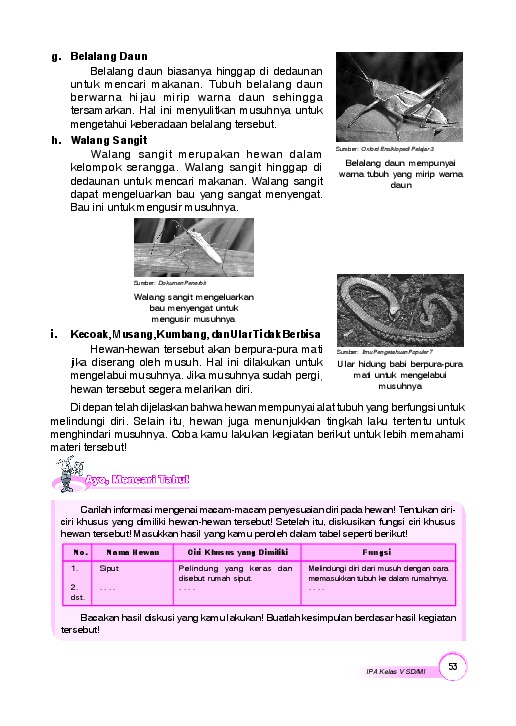 g. Belalang Daun
Belalang daun biasanya hinggap di dedaunan
untuk mencari makanan. Tubuh belalang daun
berwarna hijau mirip warna daun sehingga
tersamarkan. Hal ini menyulitkan musuhnya untuk
mengetahui keberadaan belalang tersebut.
h. Walang Sangit
Walang sangit merupakan hewan dalam
kelompok serangga. Walang sangit hinggap di
dedaunan untuk mencari makanan. Walang sangit
dapat mengeluarkan bau yang sangat menyengat.
Bau ini untuk mengusir musuhnya.
Sumber: Oxford Ensiklopedi Pelajar 3
Belalang daun mempunyai
warna tubuh yang mirip warna
daun
Sumber: Dokumen Penerbit
Walang sangit mengeluarkan
bau menyengat untuk
mengusir musuhnya
i. Kecoak, Musang, Kumbang, dan Ular Tidak Berbisa
Hewan-hewan tersebut akan berpura-pura mati
jika diserang oleh musuh. Hal ini dilakukan untuk
mengelabui musuhnya. Jika musuhnya sudah pergi,
hewan tersebut segera melarikan diri.
Sumber: Ilmu Pengetahuan Populer 7
Ular hidung babi berpura-pura
mati untuk mengelabui
musuhnya
Di depan telah dijelaskan bahwa hewan mempunyai alat tubuh yang berfungsi untuk
melindungi diri. Selain itu, hewan juga menunjukkan tingkah laku tertentu untuk
menghindari musuhnya. Coba kamu lakukan kegiatan berikut untuk lebih memahami
materi tersebut!
Ayo, Mencari Tahu!
Carilah informasi mengenai macam-macam penyesuaian diri pada hewan! Tentukan ciri-
ciri khusus yang dimiliki hewan-hewan tersebut! Setelah itu, diskusikan fungsi ciri khusus
hewan tersebut! Masukkan hasil yang kamu peroleh dalam tabel seperti berikut!
No. Nama Hewan Ciri Khusus yang Dimiliki Fungsi
1. Siput Pelindung yang keras dan Melindungi diri dari musuh dengan cara
disebut rumah siput. memasukkan tubuh ke dalam rumahnya.
2. . . . . . . . . . . . .
dst.
Bacakan hasil diskusi yang kamu lakukan! Buatlah kesimpulan berdasar hasil kegiatan
tersebut!
IPA Kelas V SD/MI 53